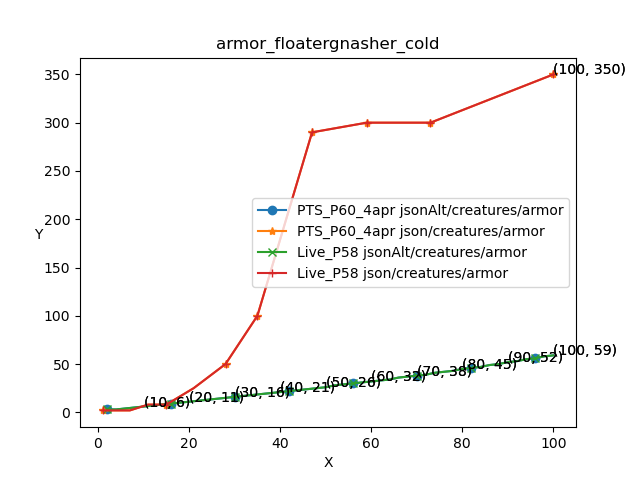 armor_floatergnasher_cold
350
300
250
200
150
100
50
0
Y
(100, 350)
PTS_P60_4apr jsonAlt/creatures/armor
PTS_P60_4apr json/creatures/armor
Live_P58 jsonAlt/creatures/armor
Live_P58 json/creatures/armor
(10, 6)
(20, 11)
(30, 16)
(40, 21)
(50, 26)
(60, 32)
(70, 38)
(80, 45)
(90, 52)
(100, 59)
0 20 40 60 80 100
X